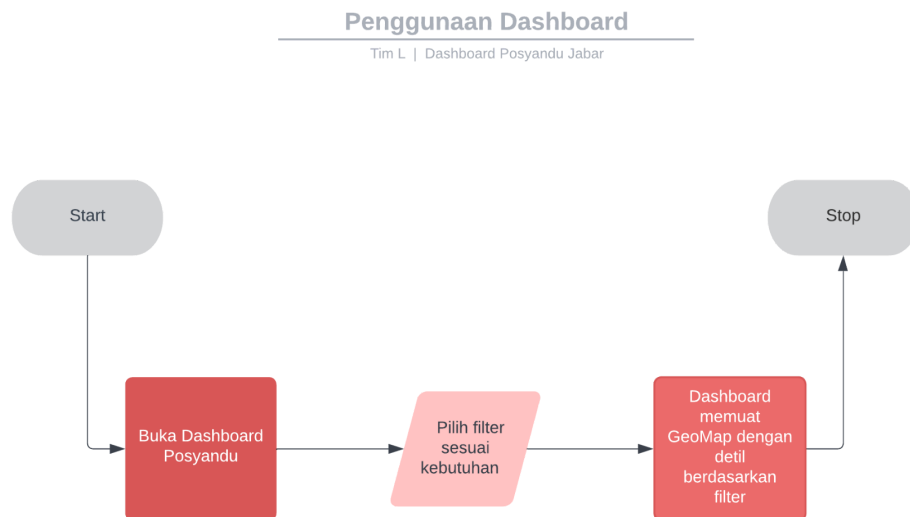 Penggunaan Dashboard
Tim L | Dashboard Posyandu Jabar
Start
Stop
Buka Dashboard
Posyandu
Pilih filter
sesuai
kebutuhan
Dashboard
memuat
GeoMap dengan
detil
berdasarkan
filter